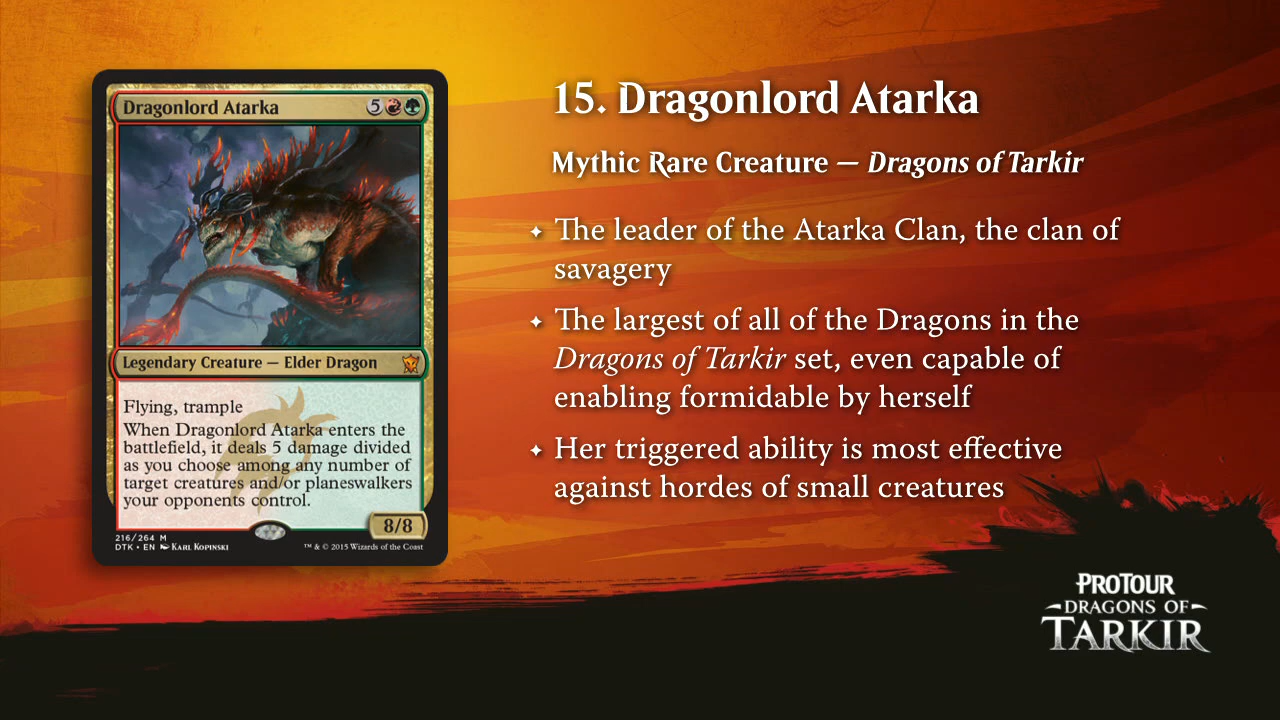 Dragonlord Atarka
5
Legendary Creature — Elder Dragon
Flying, trample
When Dragonlord Atarka enters the
battlefield, it deals 5 damage divided
as you choose among any number of
target creatures and/or planeswalkers
your opponents control.
8/8
216/264 M
DTK • EN Karl Kopinski
™ & © 2015 Wizards of the Coast
15. Dragonlord Atarka
Mythic Rare Creature — Dragons of Tarkir
✦ The leader of the Atarka Clan, the clan of
savagery
✦ The largest of all of the Dragons in the
Dragons of Tarkir set, even capable of
enabling formidable by herself
✦ Her triggered ability is most effective
against hordes of small creatures
PROTOUR
DRAGONS OF
TARKIR